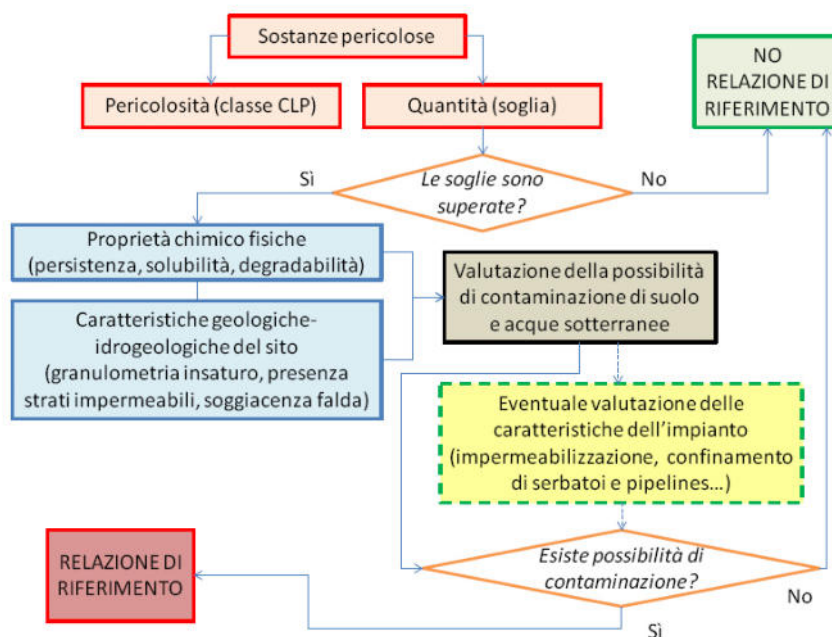 Sostanze pericolose
NO
RELAZIONE DI
RIFERIMENTO
Pericolosità (classe CLP)
Quantità (soglia)
Sì
Le soglie sono
superate?
No
Proprietà chimico fisiche
(persistenza, solubilità, degradabilità)
Valutazione della possibilità
di contaminazione di suolo
e acque sotterranee
Caratteristiche geologiche-
idrogeologiche del sito
(granulometria insaturo, presenza
strati impermeabili, soggiacenza falda)
Eventuale valutazione delle
caratteristiche dell'impianto
(impermeabilizzazione, confinamento
di serbatoi e pipelines...)
RELAZIONE DI
RIFERIMENTO
Esiste possibilità di
contaminazione?
No
Sì